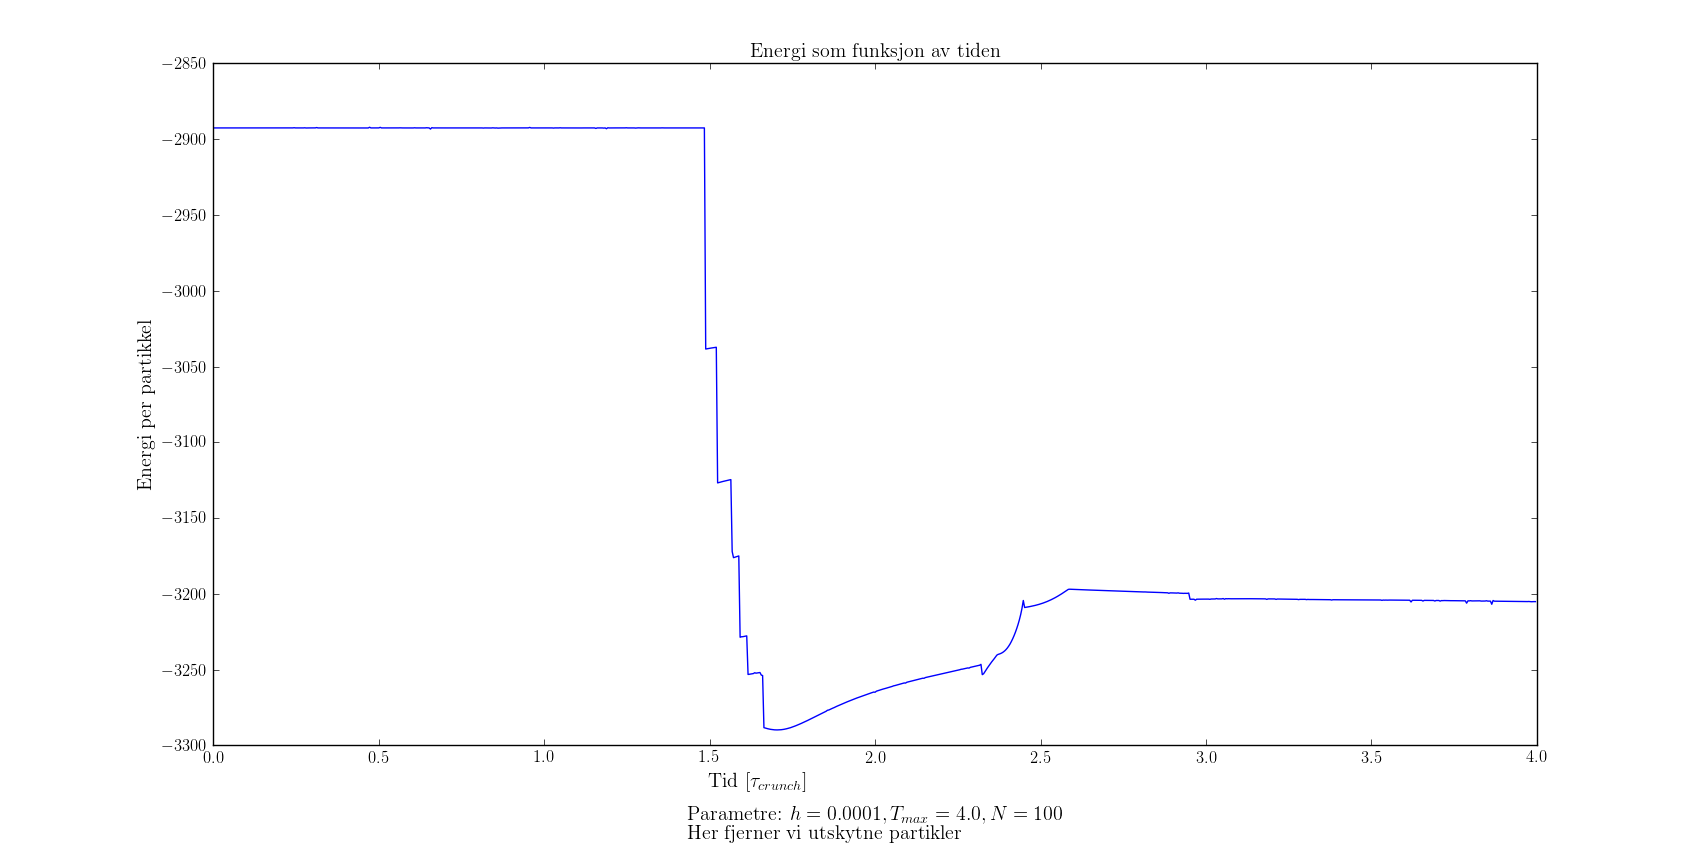 Energi som funksjon av tiden
−2850
−2900
−2950
−3000
−3050
−3100
−3150
−3200
−3250
−3300
Energi per partikkel
0.0 0.5 1.0 1.5 2.0 2.5 3.0 3.5 4.0
Tid [τ_crunch]
Parametre: h = 0.0001, T_max = 4.0, N = 100
Her fjerner vi utskytne partikler